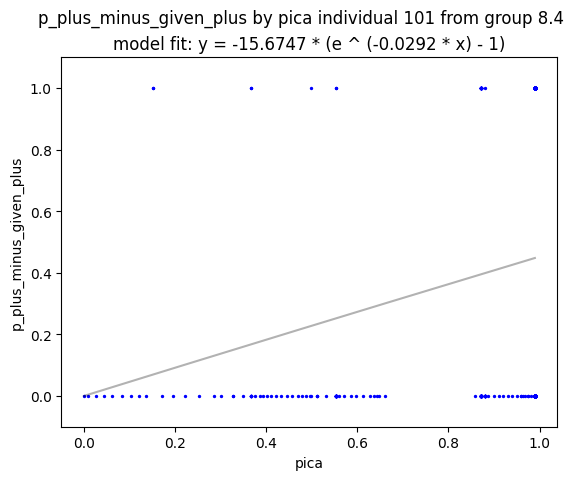 p_plus_minus_given_plus by pica individual 101 from group 8.4
model fit: y = -15.6747 * (e ^ (-0.0292 * x) - 1)
p_plus_minus_given_plus
1.0
0.8
0.6
0.4
0.2
0.0
0.0 0.2 0.4 0.6 0.8 1.0
pica